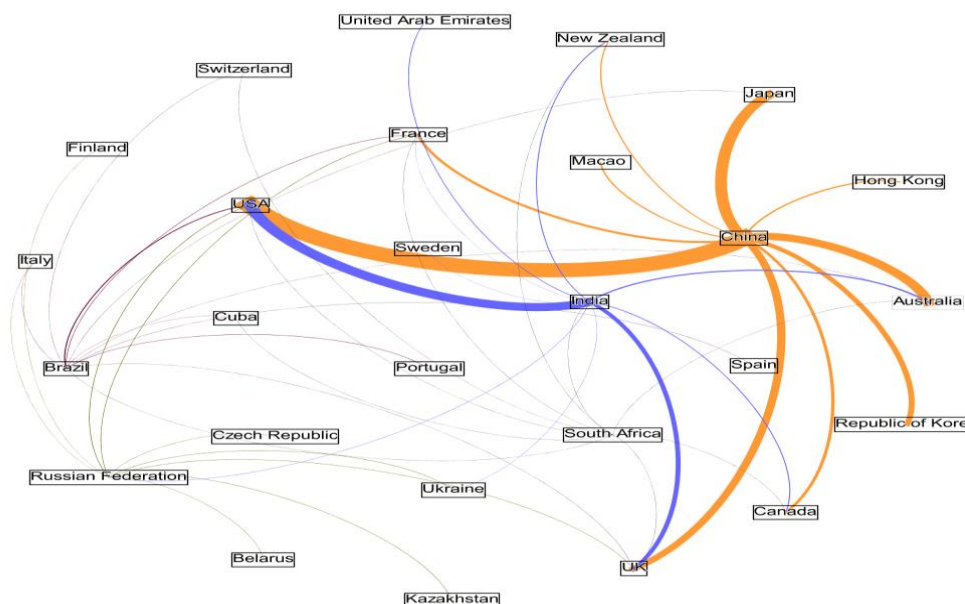 United Arab Emirates
New Zealand
Switzerland
Japan
France
Finland
Macao
Hong Kong
USA
China
Sweden
Italy
India
Australia
Cuba
Brazil
Portugal
Spain
Republic of Kore
Czech Republic
South Africa
Russian Federation
Ukraine
Canada
Belarus
UK
Kazakhstan